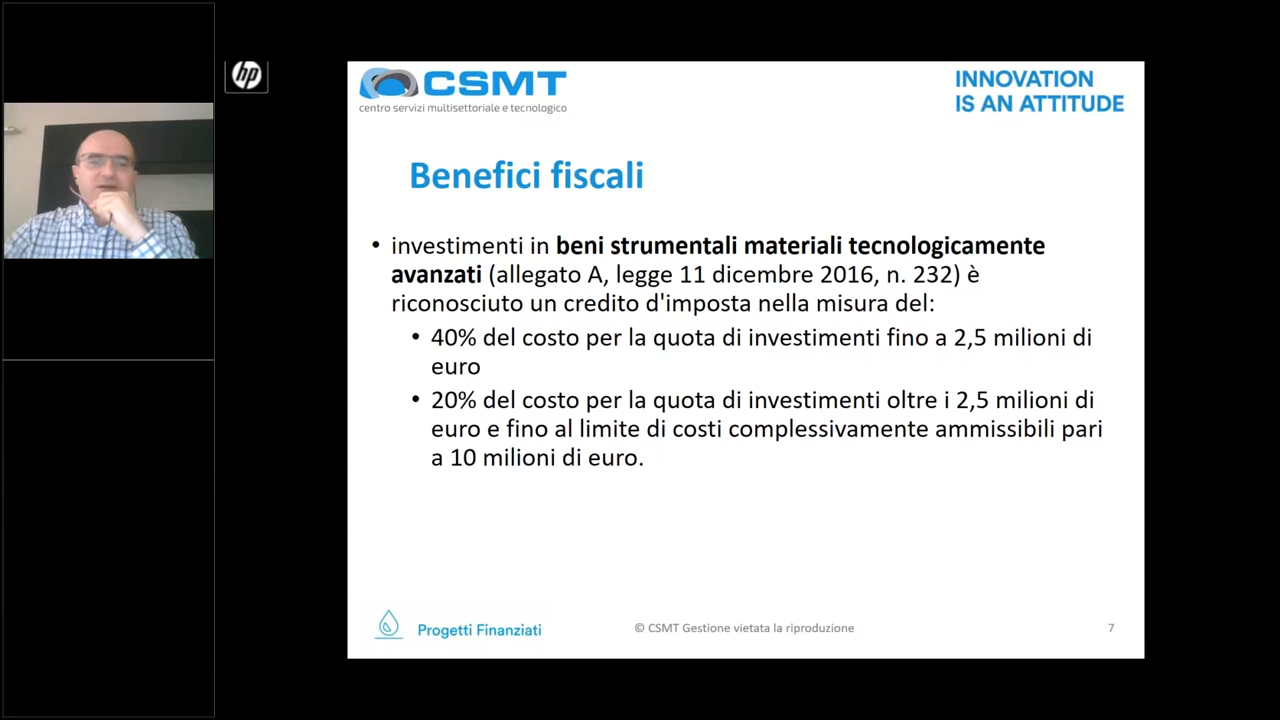 hp
CSMT
centro servizi multisettoriale e tecnologico
INNOVATION
IS AN ATTITUDE
Benefici fiscali
• investimenti in beni strumentali materiali tecnologicamente
avanzati (allegato A, legge 11 dicembre 2016, n. 232) è
riconosciuto un credito d'imposta nella misura del:
• 40% del costo per la quota di investimenti fino a 2,5 milioni di
euro
• 20% del costo per la quota di investimenti oltre i 2,5 milioni di
euro e fino al limite di costi complessivamente ammissibili pari
a 10 milioni di euro.
Progetti Finanziati
© CSMT Gestione vietata la riproduzione
7